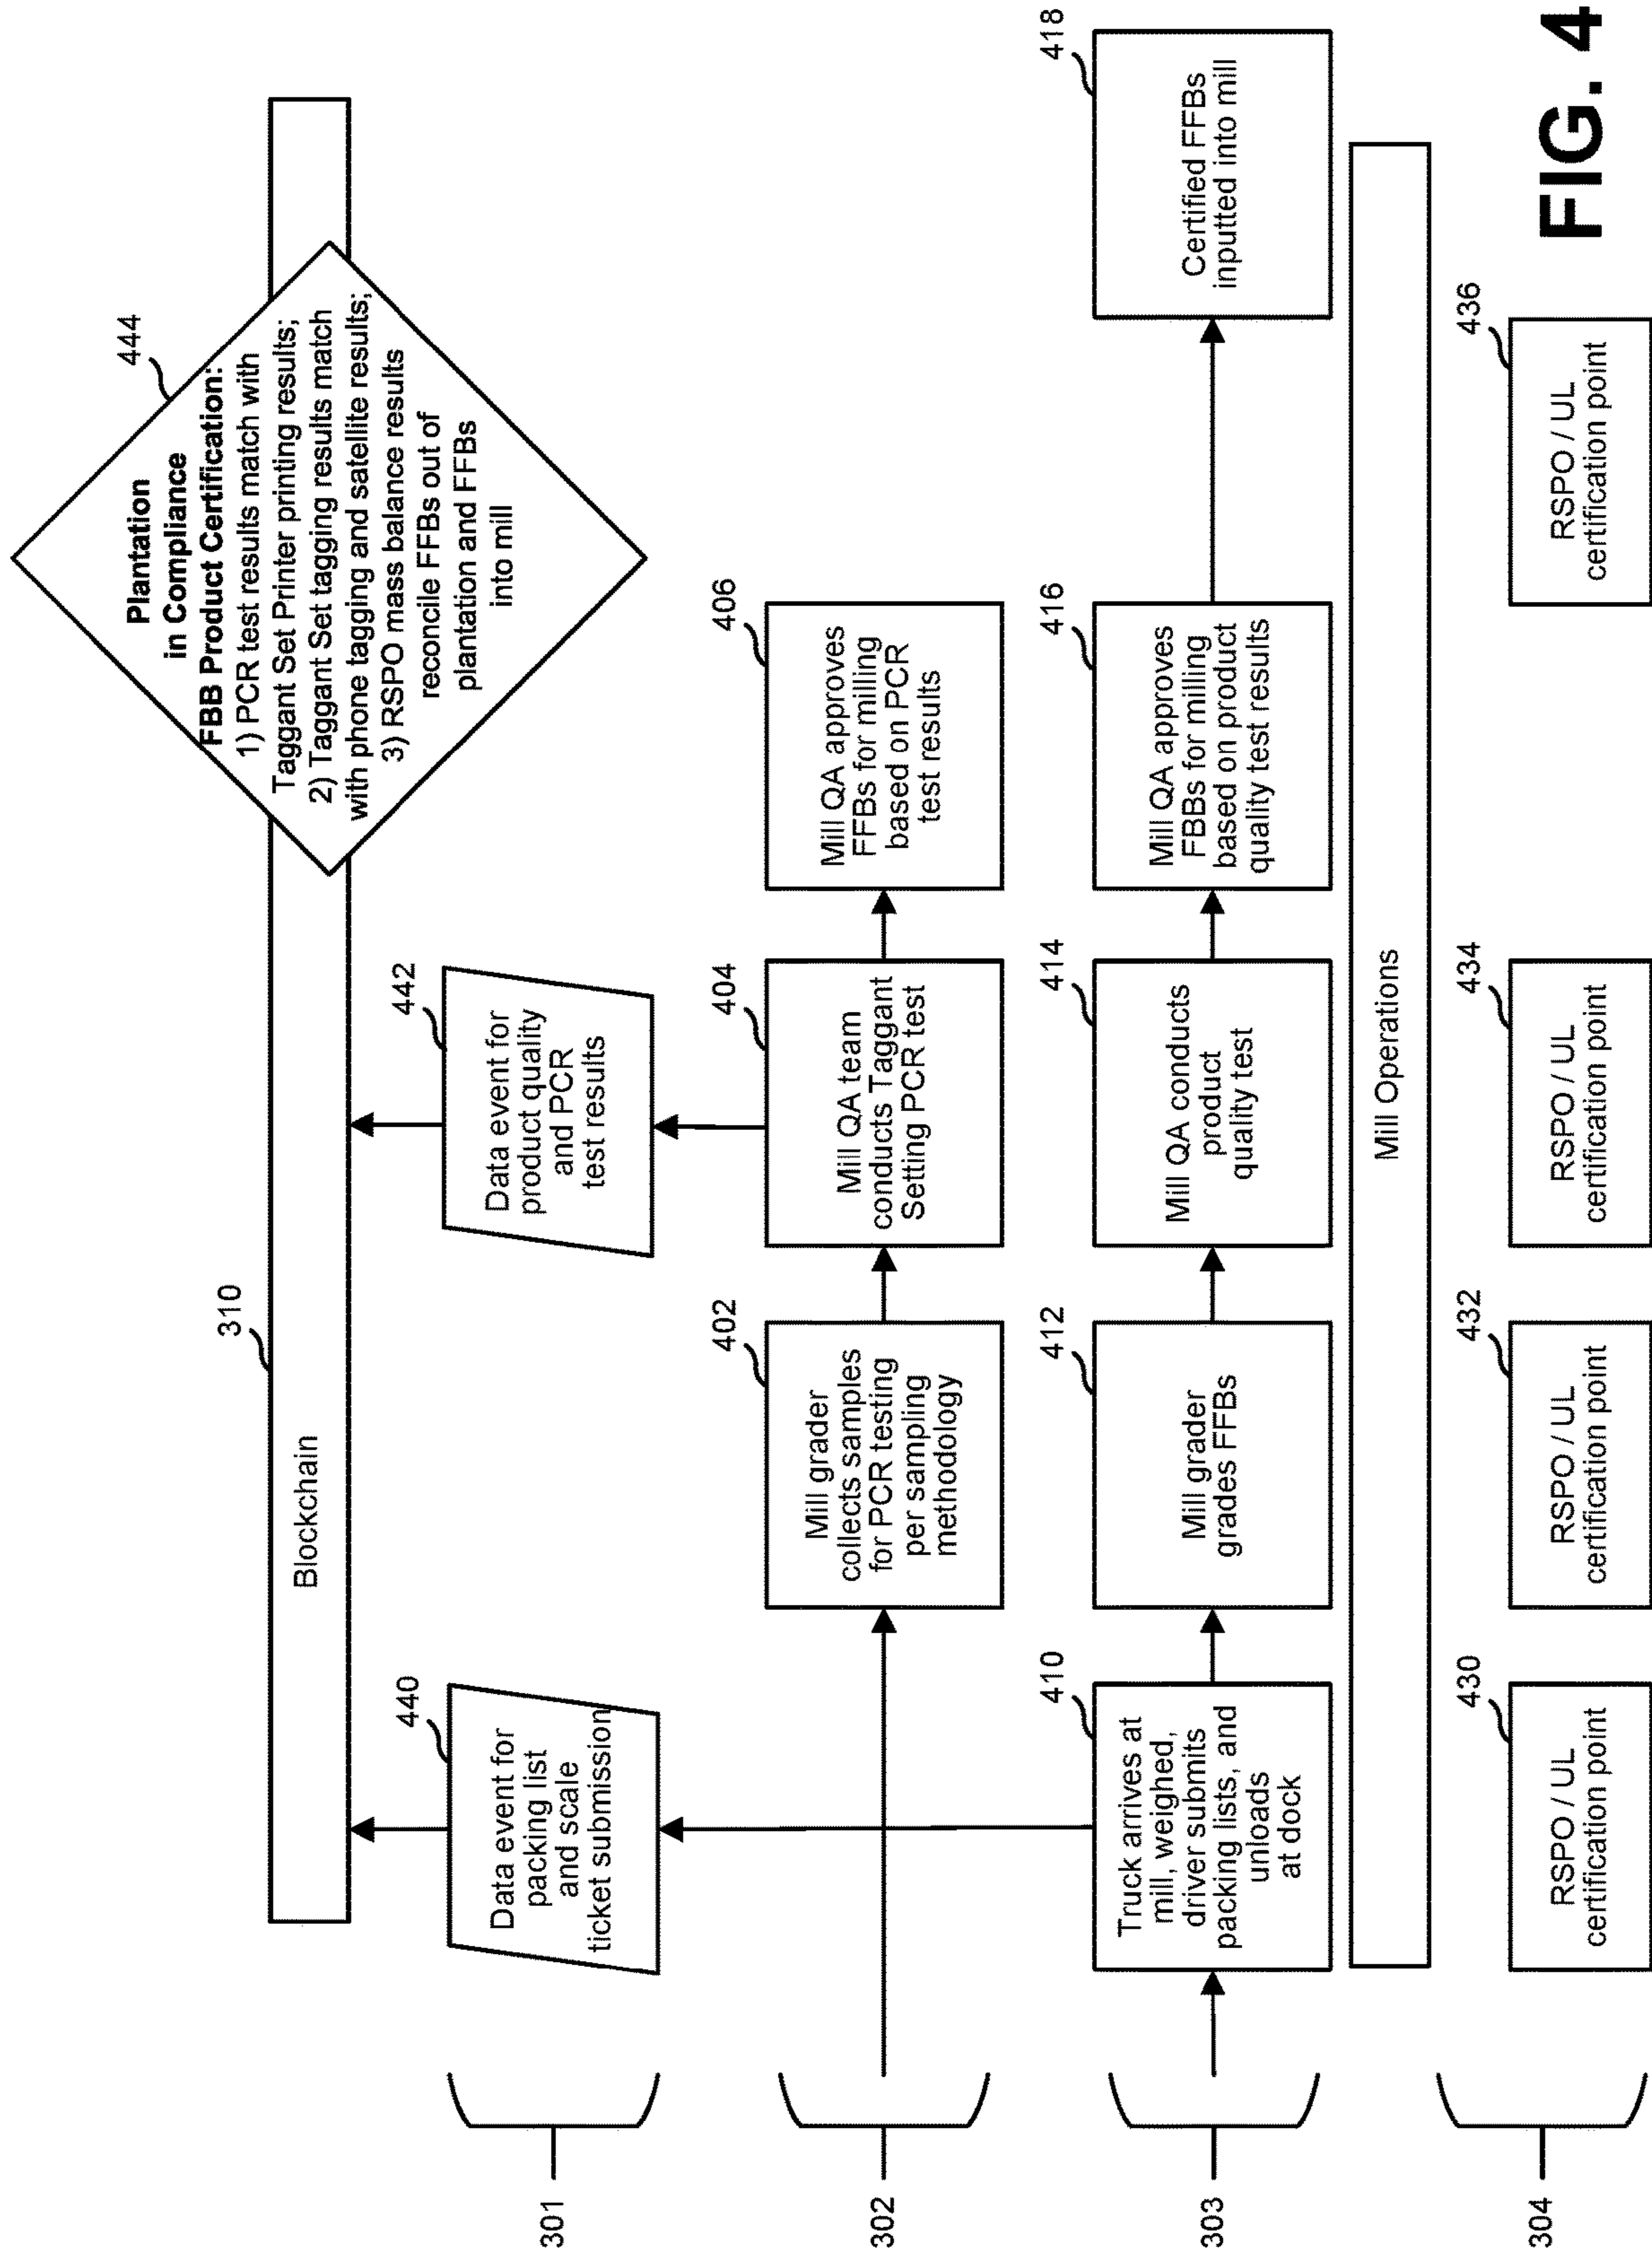 310
Blockchain
444
Plantation
in Compliance
FBB Product Certification:
1) PCR test results match with
Taggant Set Printer printing results;
2) Taggant Set tagging results match
with phone tagging and satellite results;
3) RSPO mass balance results
reconcile FFBs out of
plantation and FFBs
into mill
301
440
Data event for
packing list
and scale
ticket submission
442
Data event for
product quality
and PCR
test results
302
402
Mill grader
collects samples
for PCR testing
per sampling
methodology
404
Mill QA team
conducts Taggant
Setting PCR test
406
Mill QA approves
FFBs for milling
based on PCR
test results
303
410
Truck arrives at
mill, weighed,
driver submits
packing lists, and
unloads
at dock
412
Mill grader
grades FFBs
414
Mill QA conducts
product
quality test
416
Mill QA approves
FBBs for milling
based on product
quality test results
418
Certified FFBs
inputted into mill
Mill Operations
304
430
RSPO / UL
certification point
432
RSPO / UL
certification point
434
RSPO / UL
certification point
436
RSPO / UL
certification point
FIG. 4